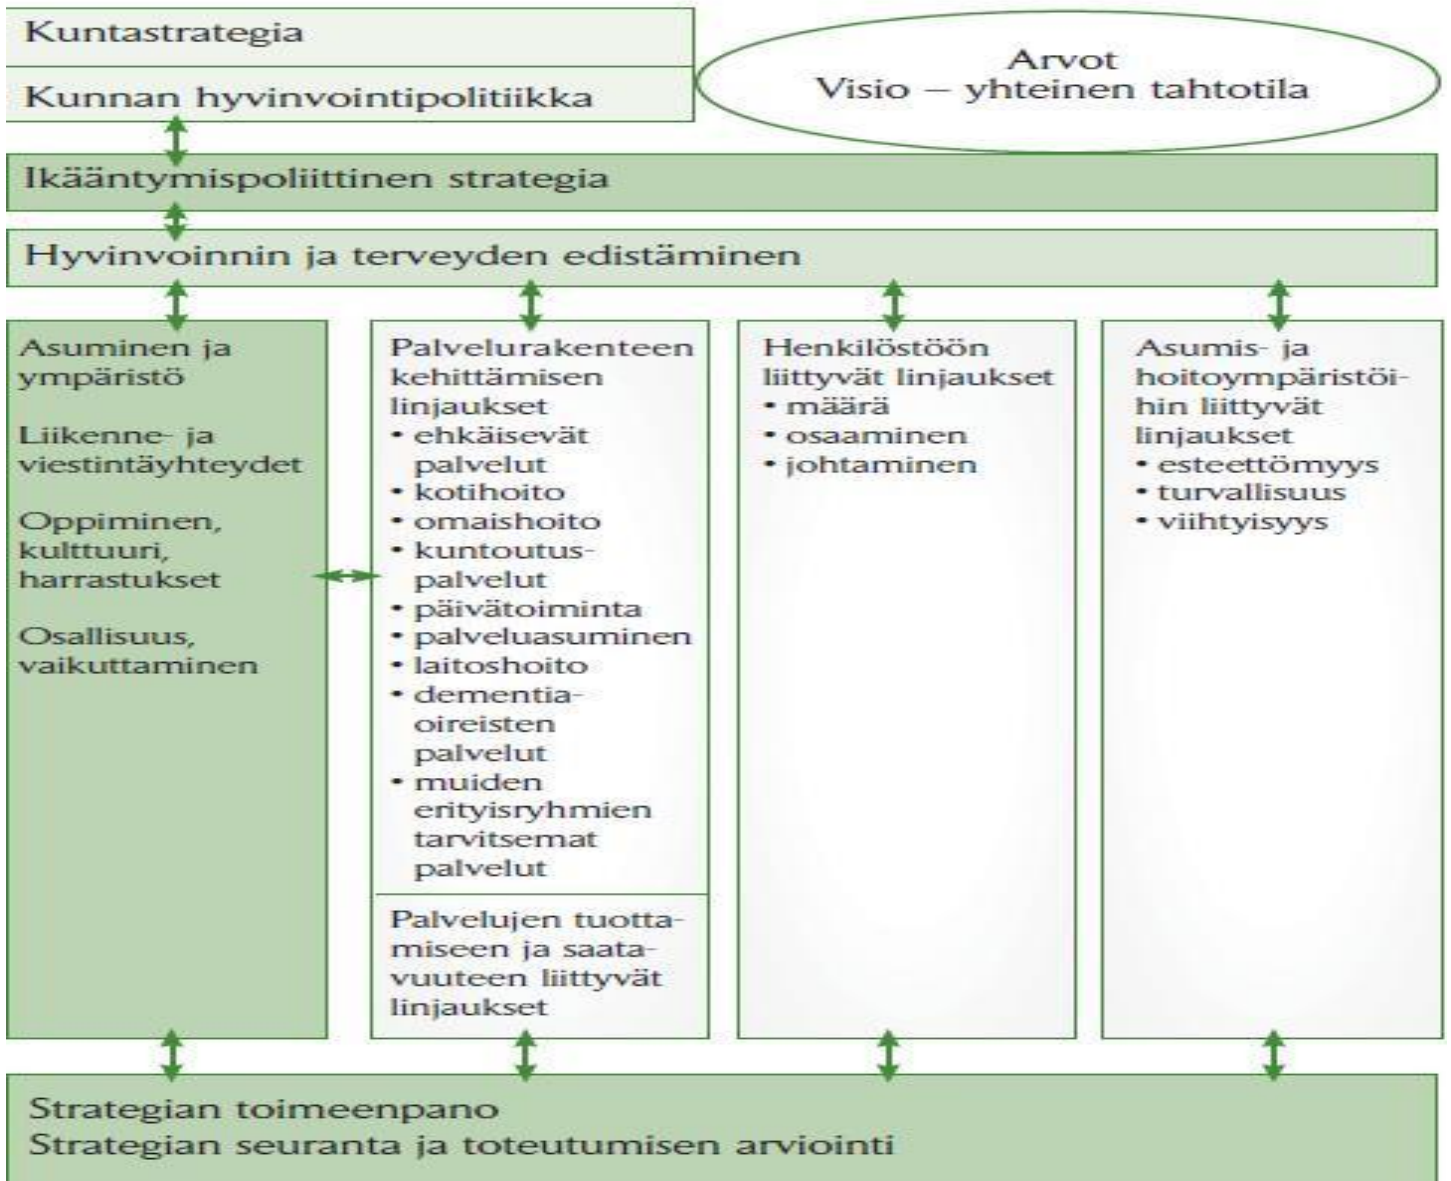 Kuntastrategia
Kunnan hyvinvointipolitiikka
Arvot
Visio – yhteinen tahtotila
Ikääntymispoliittinen strategia
Hyvinvoinnin ja terveyden edistäminen
Asuminen ja
ympäristö
Liikenne- ja
viestintäyhteydet
Oppiminen,
kulttuuri,
harrastukset
Osallisuus,
vaikuttaminen
Palvelurakenteen
kehittämisen
linjaukset
• ehkäisevät
palvelut
• kotihoito
• omaishoito
• kuntoutus-
palvelut
• päivätoiminta
• palveluasuminen
• laitoshoito
• dementia-
oireisten
palvelut
• muiden
erityisryhmien
tarvitsemat
palvelut
Palvelujen tuotta-
miseen ja saata-
vuuteen liittyvät
linjaukset
Henkilöstöön
liittyvät linjaukset
• määrä
• osaaminen
• johtaminen
Asumis- ja
hoitoympäristöi-
hin liittyvät
linjaukset
• esteettömyys
• turvallisuus
• viihtyisyys
Strategian toimeenpano
Strategian seuranta ja toteutumisen arviointi